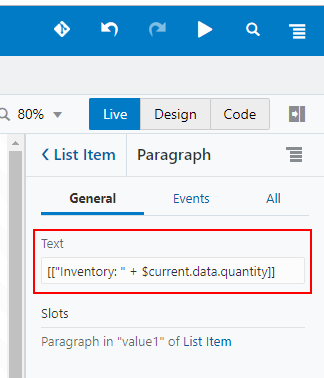 80%
Live
Design
Code
List Item
Paragraph
General
Events
All
Text
[["Inventory: " + $current.data.quantity]]
Slots
Paragraph in "value1" of List Item